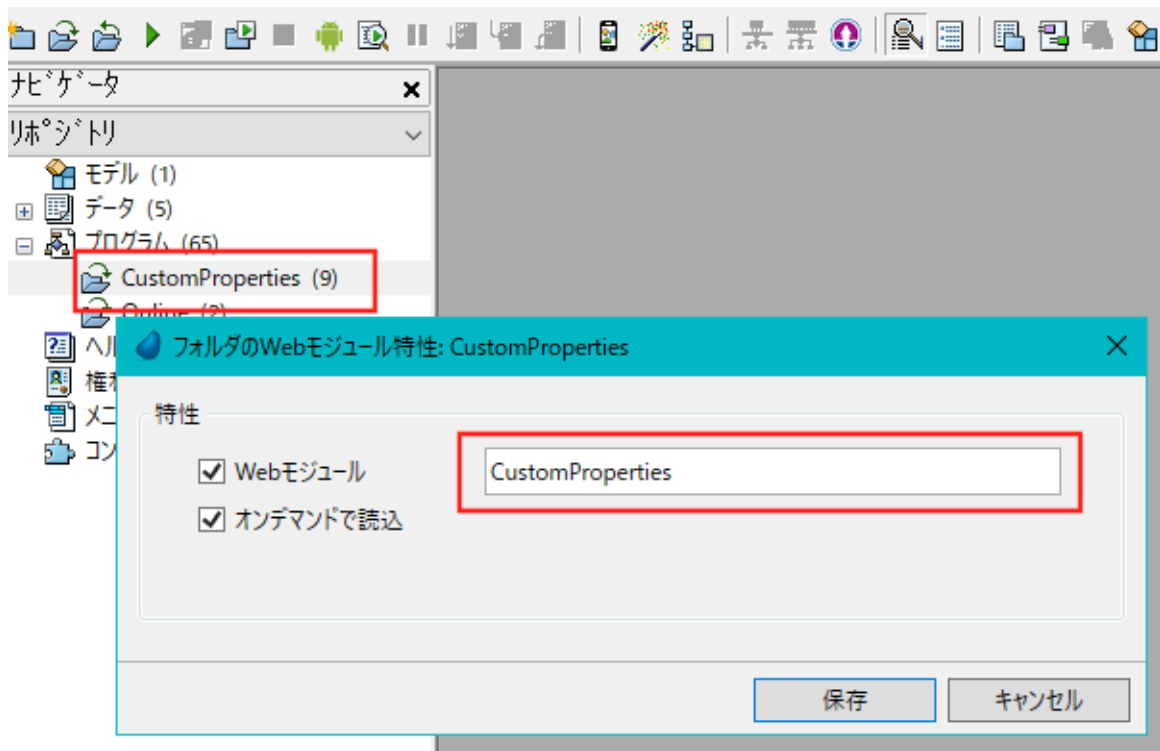 ナビゲータ
リポジトリ
モデル (1)
データ (5)
プログラム (65)
CustomProperties (9)
Online (2)
フォルダのWebモジュール特性: CustomProperties
特性
Webモジュール
CustomProperties
オンデマンドで読込
保存
キャンセル